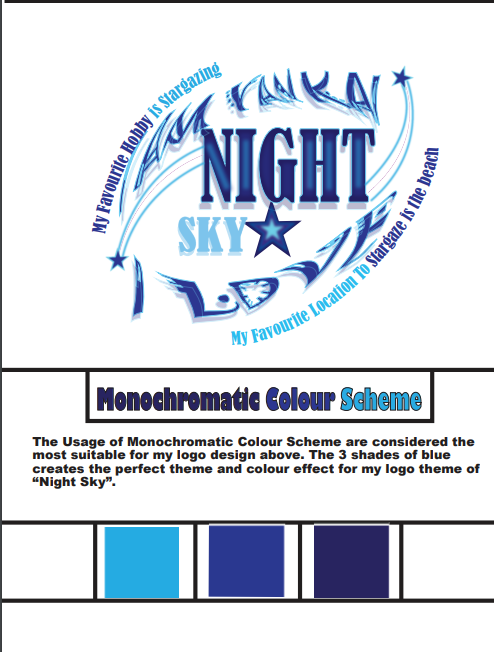 My Favourite Hobby is Stargazing
AM
NIGHT
SKY
I LOVE
My Favourite Location To Stargaze is the beach
Monochromatic Colour Scheme
The Usage of Monochromatic Colour Scheme are considered the
most suitable for my logo design above. The 3 shades of blue
creates the perfect theme and colour effect for my logo theme of
“Night Sky”.